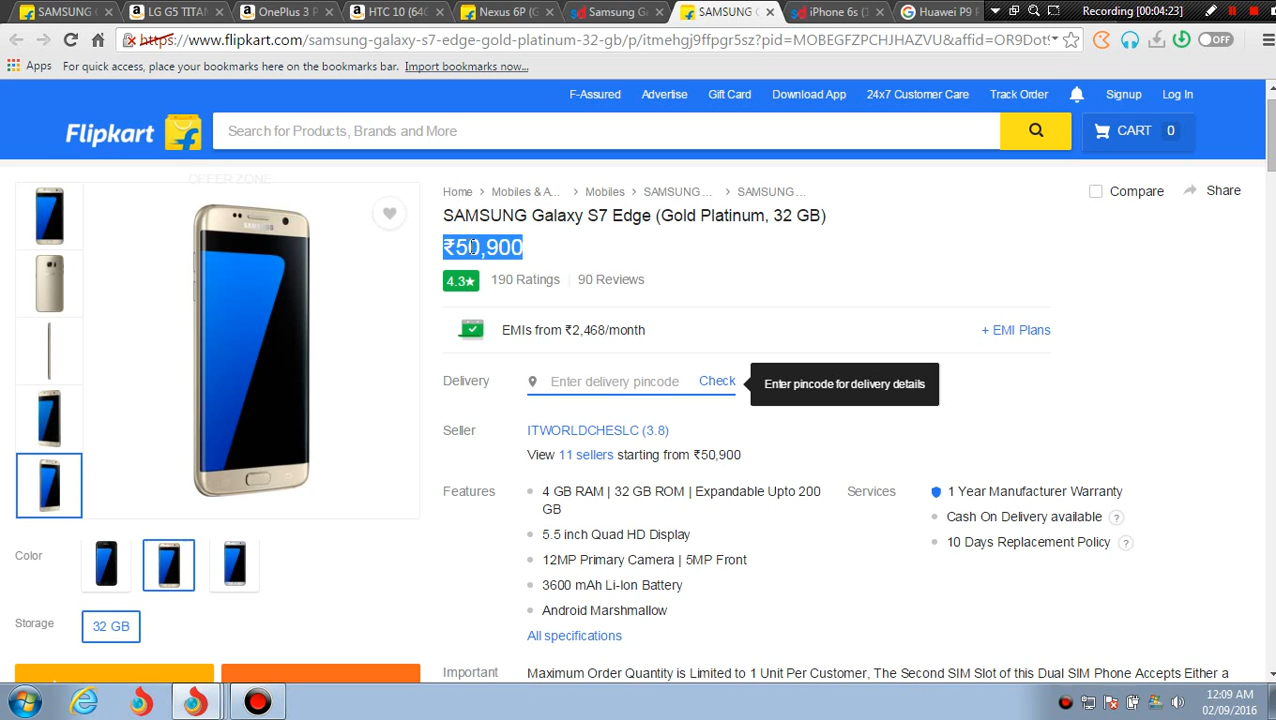 SAMSUNG G
LG G5 TITAN
OnePlus 3 P
HTC 10 (64G
Nexus 6P (G
Samsung Ga
SAMSUNG G
iPhone 6s (1
Huawei P9 R
Recording [00:04:23]
https://www.flipkart.com/samsung-galaxy-s7-edge-gold-platinum-32-gb/p/itmehgj9ffpgr5sz?pid=MOBEGFZPCHJHAZVU&affid=OR9Dot
OFF
Apps
For quick access, place your bookmarks here on the bookmarks bar. Import bookmarks now...
F-Assured
Advertise
Gift Card
Download App
24x7 Customer Care
Track Order
Signup
Log In
Flipkart
Search for Products, Brands and More
CART 0
OFFER ZONE
Home > Mobiles & A... > Mobiles > SAMSUNG ... > SAMSUNG ...
Compare
Share
SAMSUNG Galaxy S7 Edge (Gold Platinum, 32 GB)
₹50,900
4.3★ 190 Ratings | 90 Reviews
EMIs from ₹2,468/month
+ EMI Plans
Delivery
Enter delivery pincode
Check
Enter pincode for delivery details
Seller
ITWORLDCHESLC (3.8)
View 11 sellers starting from ₹50,900
Features
4 GB RAM | 32 GB ROM | Expandable Upto 200
GB
5.5 inch Quad HD Display
12MP Primary Camera | 5MP Front
3600 mAh Li-Ion Battery
Android Marshmallow
All specifications
Services
1 Year Manufacturer Warranty
Cash On Delivery available ?
10 Days Replacement Policy ?
Color
Storage
32 GB
Important
Maximum Order Quantity is Limited to 1 Unit Per Customer, The Second SIM Slot of this Dual SIM Phone Accepts Either a
12:09 AM
02/09/2016